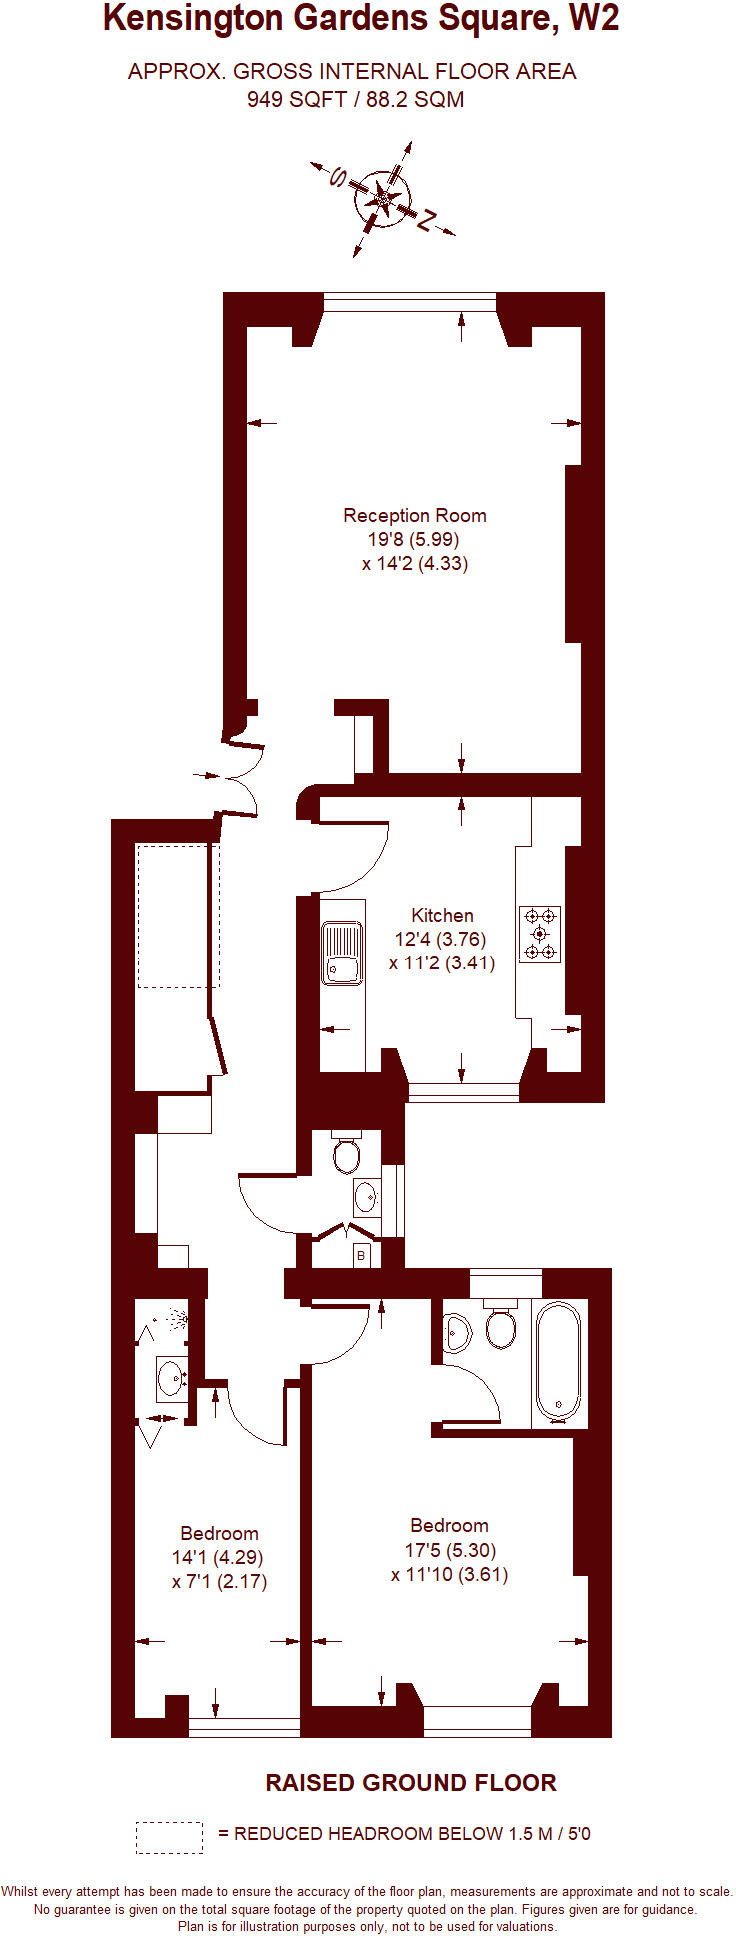 Kensington Gardens Square, W2
APPROX. GROSS INTERNAL FLOOR AREA
949 SQFT / 88.2 SQM
S
N
Reception Room
19'8 (5.99)
x 14'2 (4.33)
Kitchen
12'4 (3.76)
x 11'2 (3.41)
B
Bedroom
14'1 (4.29)
x 7'1 (2.17)
Bedroom
17'5 (5.30)
x 11'10 (3.61)
RAISED GROUND FLOOR
= REDUCED HEADROOM BELOW 1.5 M / 5'0
Whilst every attempt has been made to ensure the accuracy of the floor plan, measurements are approximate and not to scale.
No guarantee is given on the total square footage of the property quoted on the plan. Figures given are for guidance.
Plan is for illustration purposes only, not to be used for valuations.